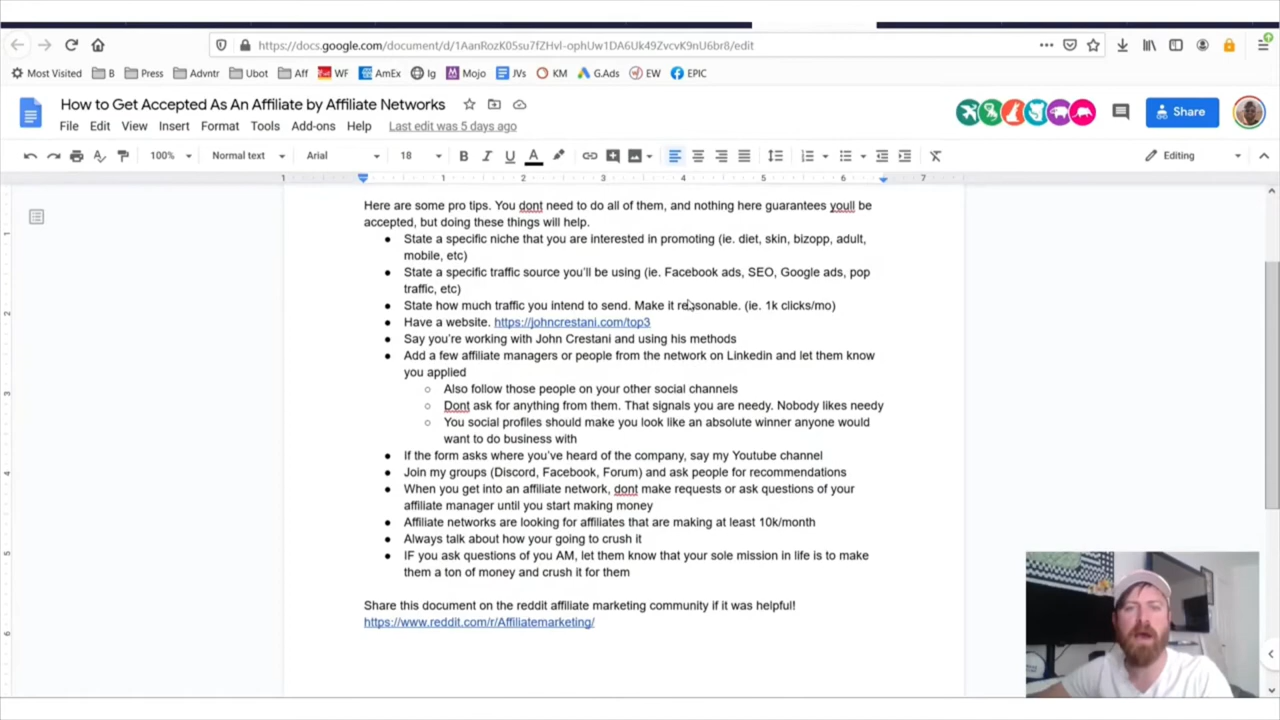 https://docs.google.com/document/d/1AanRozK05su7fZHvl-ophUw1DA6Uk49ZvcvK9nU6br8/edit
Most Visited B Press Advntr Ubot Aff WF AmEx Ig Mojo JVs KM G.Ads EW EPIC
How to Get Accepted As An Affiliate by Affiliate Networks
Share
File Edit View Insert Format Tools Add-ons Help Last edit was 5 days ago
100% Normal text Arial 18 B I U A Editing
1 1 2 3 4 5 6 7
Here are some pro tips. You dont need to do all of them, and nothing here guarantees youll be
accepted, but doing these things will help.
● State a specific niche that you are interested in promoting (ie. diet, skin, bizopp, adult,
mobile, etc)
● State a specific traffic source you'll be using (ie. Facebook ads, SEO, Google ads, pop
traffic, etc)
● State how much traffic you intend to send. Make it reasonable. (ie. 1k clicks/mo)
● Have a website. https://johncrestani.com/top3
● Say you're working with John Crestani and using his methods
● Add a few affiliate managers or people from the network on Linkedin and let them know
you applied
○ Also follow those people on your other social channels
○ Dont ask for anything from them. That signals you are needy. Nobody likes needy
○ You social profiles should make you look like an absolute winner anyone would
want to do business with
● If the form asks where you've heard of the company, say my Youtube channel
● Join my groups (Discord, Facebook, Forum) and ask people for recommendations
● When you get into an affiliate network, dont make requests or ask questions of your
affiliate manager until you start making money
● Affiliate networks are looking for affiliates that are making at least 10k/month
● Always talk about how your going to crush it
● IF you ask questions of you AM, let them know that your sole mission in life is to make
them a ton of money and crush it for them
Share this document on the reddit affiliate marketing community if it was helpful!
https://www.reddit.com/r/Affiliatemarketing/
1
2
3
4
5
6